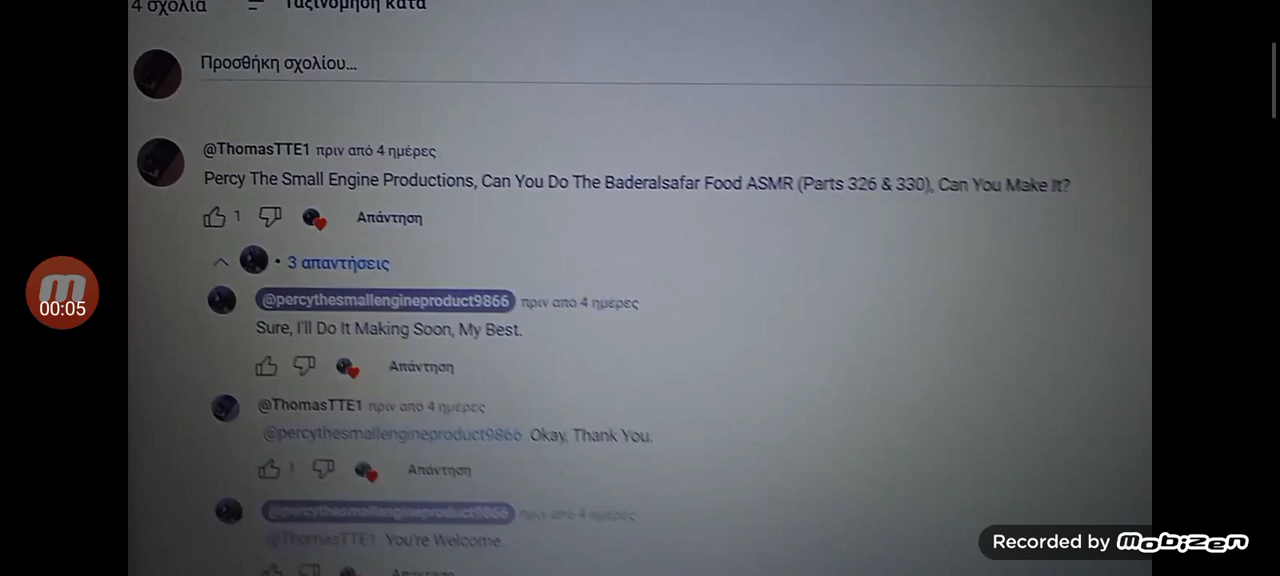 4 σχόλια Ταξινόμηση κατά
Προσθήκη σχολίου...
@ThomasTTE1 πριν από 4 ημέρες
Percy The Small Engine Productions, Can You Do The Baderalsafar Food ASMR (Parts 326 & 330), Can You Make It?
1 Απάντηση
• 3 απαντήσεις
@percythesmallengineproduct9866 πριν από 4 ημέρες
Sure, I'll Do It Making Soon, My Best.
Απάντηση
@ThomasTTE1 πριν από 4 ημέρες
@percythesmallengineproduct9866 Okay, Thank You.
1 Απάντηση
@percythesmallengineproduct9866 πριν από 4 ημέρες
@ThomasTTE1 You're Welcome.
Απάντηση
00:05
Recorded by mobizen